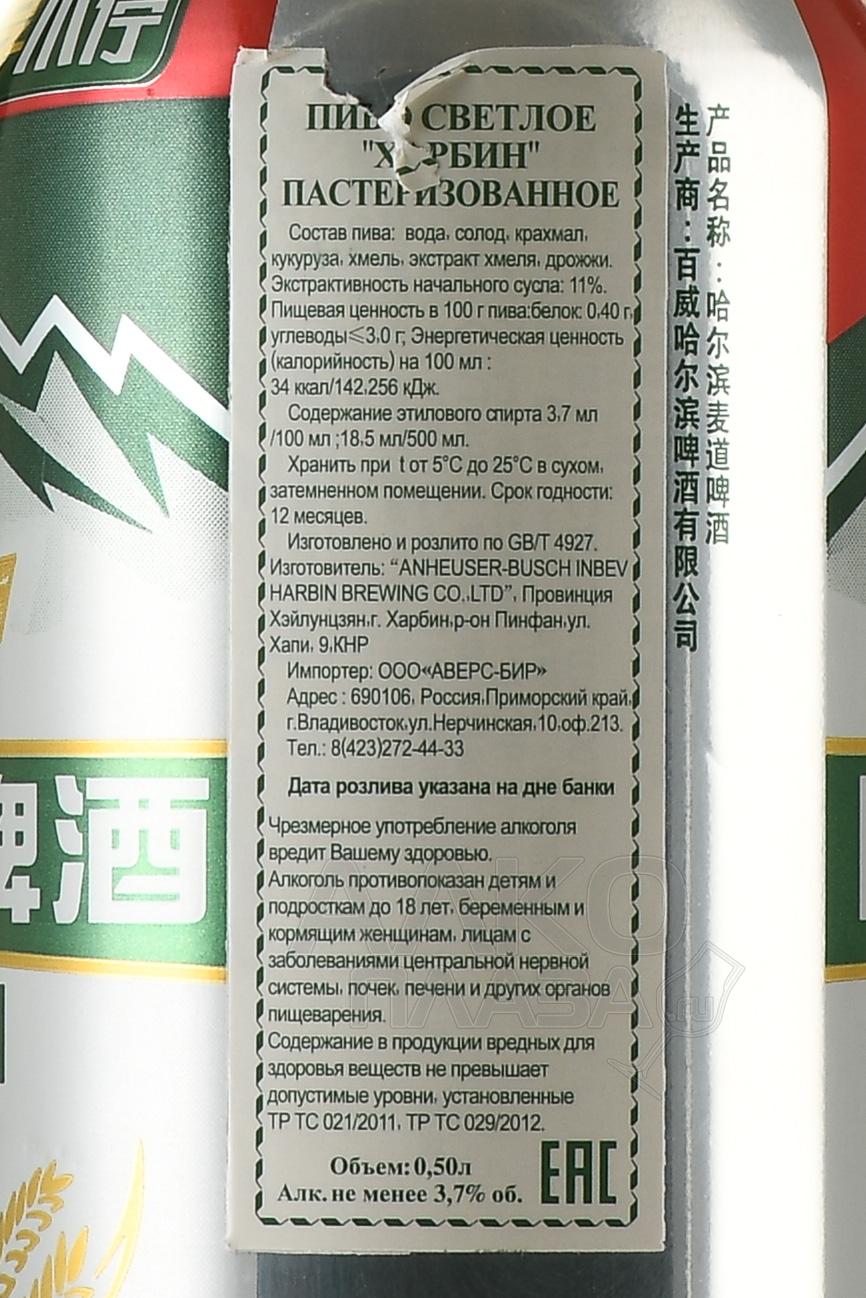 ПИВО СВЕТЛОЕ
"ХАРБИН"
ПАСТЕРИЗОВАННОЕ
Состав пива: вода, солод, крахмал,
кукуруза, хмель, экстракт хмеля, дрожжи.
Экстрактивность начального сусла: 11%.
Пищевая ценность в 100 г пива:белок: 0,40 г,
углеводы≤3,0 г; Энергетическая ценность
(калорийность) на 100 мл :
34 ккал/142,256 кДж.
Содержание этилового спирта 3,7 мл
/100 мл ;18,5 мл/500 мл.
Хранить при t от 5°C до 25°C в сухом,
затемненном помещении. Срок годности:
12 месяцев.
Изготовлено и розлито по GB/T 4927.
Изготовитель: “ANHEUSER-BUSCH INBEV
HARBIN BREWING CO.,LTD”, Провинция
Хэйлунцзян,г. Харбин,р-он Пинфан,ул.
Хапи, 9,КНР
Импортер: ООО«АВЕРС-БИР»
Адрес : 690106, Россия,Приморский край,
г.Владивосток,ул.Нерчинская,10,оф.213.
Тел.: 8(423)272-44-33
Дата розлива указана на дне банки
Чрезмерное употребление алкоголя
вредит Вашему здоровью.
Алкоголь противопоказан детям и
подросткам до 18 лет, беременным и
кормящим женщинам, лицам с
заболеваниями центральной нервной
системы, почек, печени и других органов
пищеварения.
Содержание в продукции вредных для
здоровья веществ не превышает
допустимые уровни, установленные
ТР ТС 021/2011, ТР ТС 029/2012.
Объем: 0,50л
Алк. не менее 3,7% об.
EAC
产品名称：哈尔滨麦道啤酒
生产商：百威哈尔滨啤酒有限公司
啤酒
АЛКО
ПЛАЗА.ru